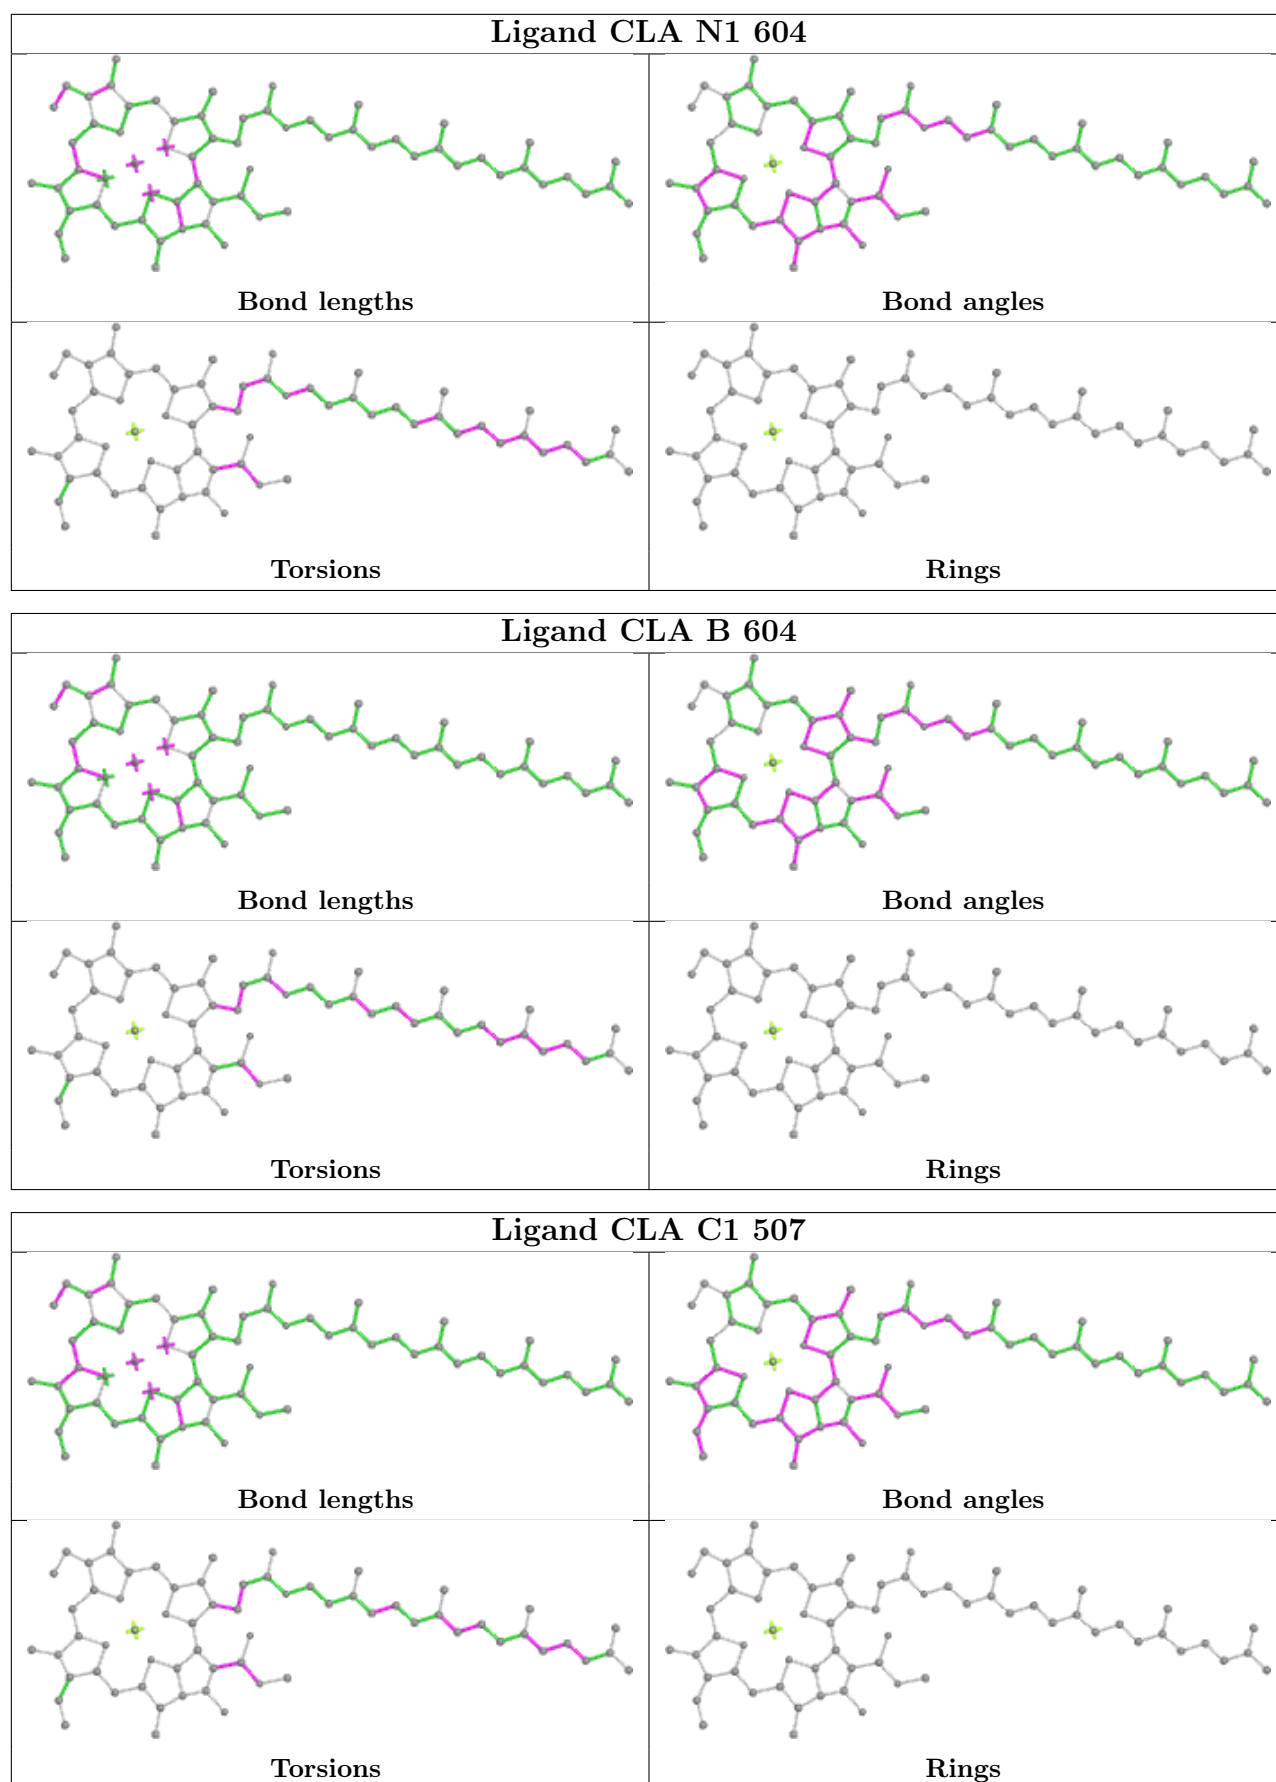 Ligand CLA N1 604
Bond lengths
Bond angles
Torsions
Rings
Ligand CLA B 604
Bond lengths
Bond angles
Torsions
Rings
Ligand CLA C1 507
Bond lengths
Bond angles
Torsions
Rings